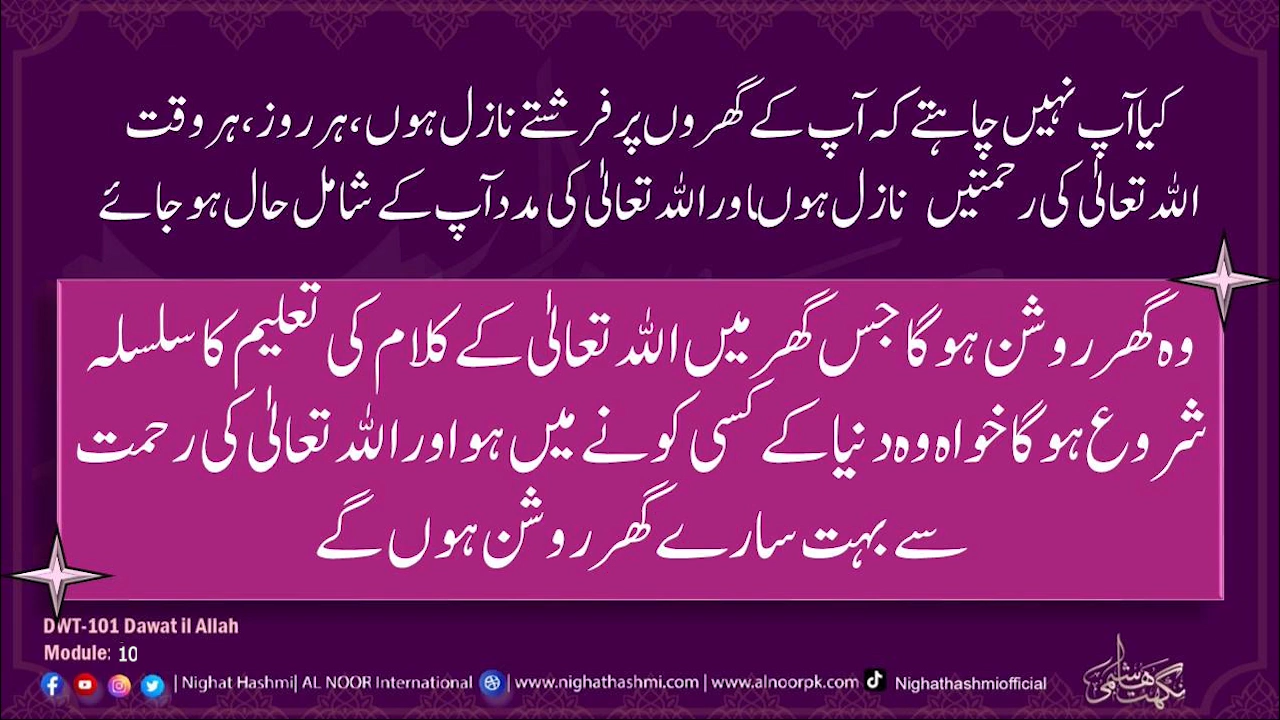 کیا آپ نہیں چاہتے کہ آپ کے گھروں پر فرشتے نازل ہوں، ہر روز، ہر وقت
اللہ تعالیٰ کی رحمتیں نازل ہوں اور اللہ تعالیٰ کی مدد آپ کے شامل حال ہو جائے
وہ گھر روشن ہو گا جس گھر میں اللہ تعالیٰ کے کلام کی تعلیم کا سلسلہ
شروع ہو گا خواہ وہ دنیا کے کسی کونے میں ہو اور اللہ تعالیٰ کی رحمت
سے بہت سارے گھر روشن ہوں گے
DWT-101 Dawat il Allah
Module: 10
| Nighat Hashmi| AL NOOR International | www.nighathashmi.com | www.alnoorpk.com Nighathashmiofficial
نگہت ہاشمی